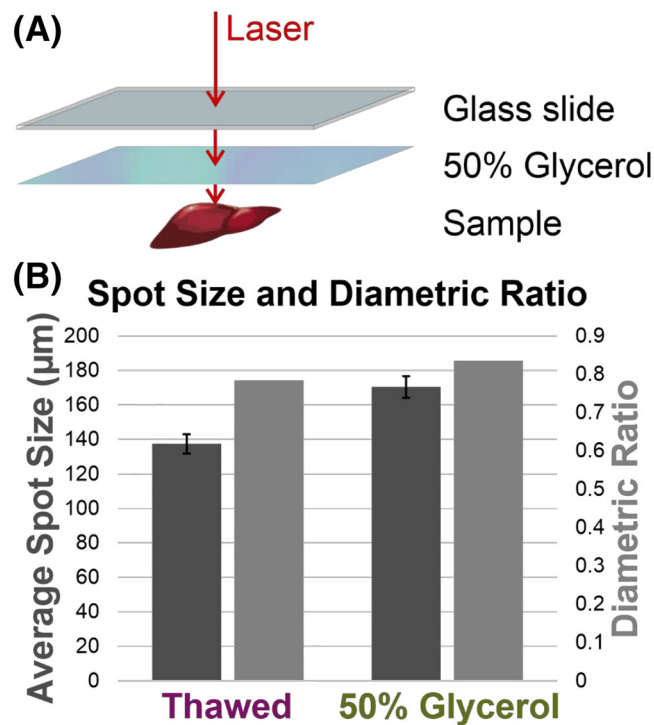 (A)
Laser
Glass slide
50% Glycerol
Sample
(B)
Spot Size and Diametric Ratio
Average Spot Size (μm)
200
180
160
140
120
100
80
60
40
20
0
0.9
0.8
0.7
0.6
0.5
0.4
0.3
0.2
0.1
0
Diametric Ratio
Thawed
50% Glycerol